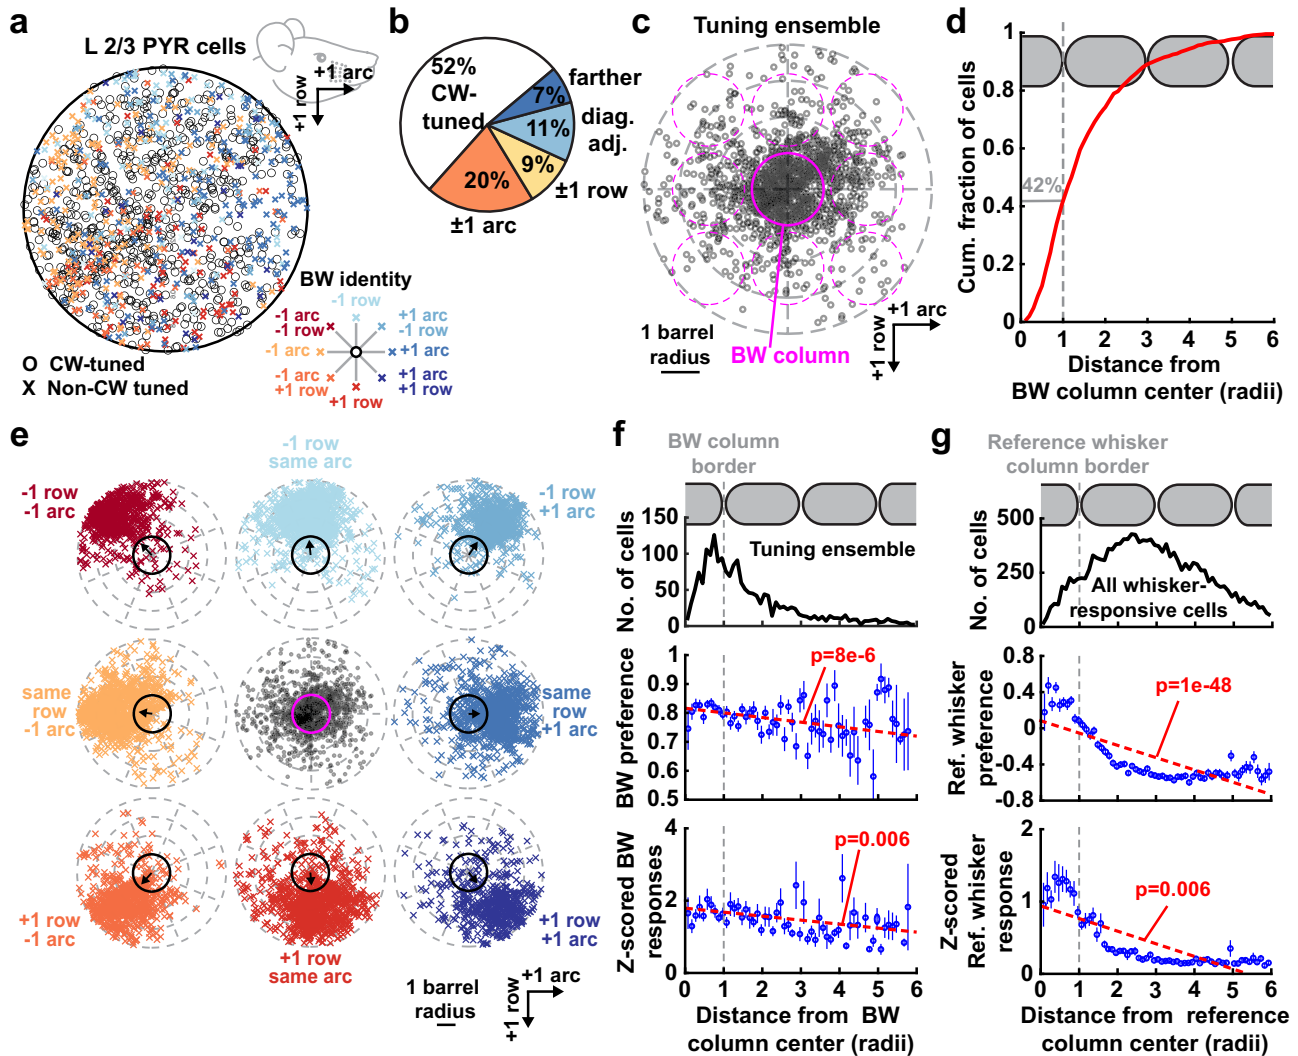 a
L 2/3 PYR cells
+1 arc
+1 row
BW identity
-1 row
-1 arc
-1 row
+1 arc
-1 row
-1 arc
+1 arc
-1 arc
+1 row
+1 arc
+1 row
+1 row
O CW-tuned
X Non-CW tuned
b
52%
CW-
tuned
7%
11%
9%
20%
farther
diag.
adj.
±1 row
±1 arc
c
Tuning ensemble
1 barrel
radius
BW column
+1 row
+1 arc
d
Cum. fraction of cells
1
0.8
0.6
0.4
0.2
0
42%
0 1 2 4 6
Distance from
BW column center (radii)
e
-1 row
-1 arc
-1 row
same arc
-1 row
+1 arc
same
row
-1 arc
same
row
+1 arc
+1 row
-1 arc
+1 row
same arc
+1 row
+1 arc
1 barrel
radius
+1 row
+1 arc
f
BW column
border
No. of cells
150
100
50
0
Tuning ensemble
BW preference
1
0.9
0.8
0.7
0.6
0.5
p=8e-6
Z-scored BW
responses
4
2
0
p=0.006
0 1 2 3 4 5 6
Distance from BW
column center (radii)
g
Reference whisker
column border
No. of cells
500
250
0
All whisker-
responsive cells
Ref. whisker
preference
0.8
0.4
0
-0.4
-0.8
p=1e-48
Z-scored
Ref. whisker
response
2
1
0
p=0.006
0 1 2 3 4 5 6
Distance from reference
column center (radii)